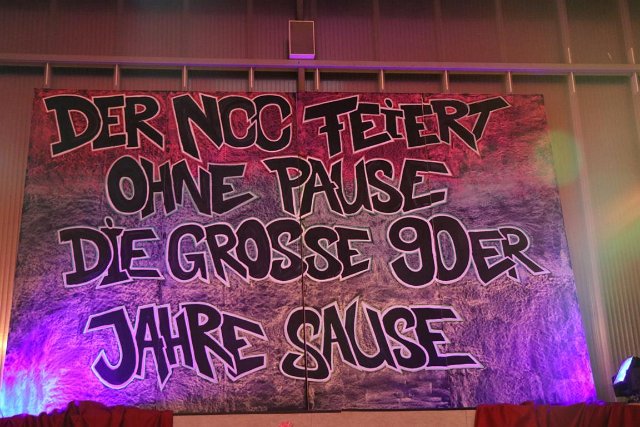 DER NCC FEiERT
OHNE PAUSE
DIE GROSSE 90ER
JAHRE SAUSE